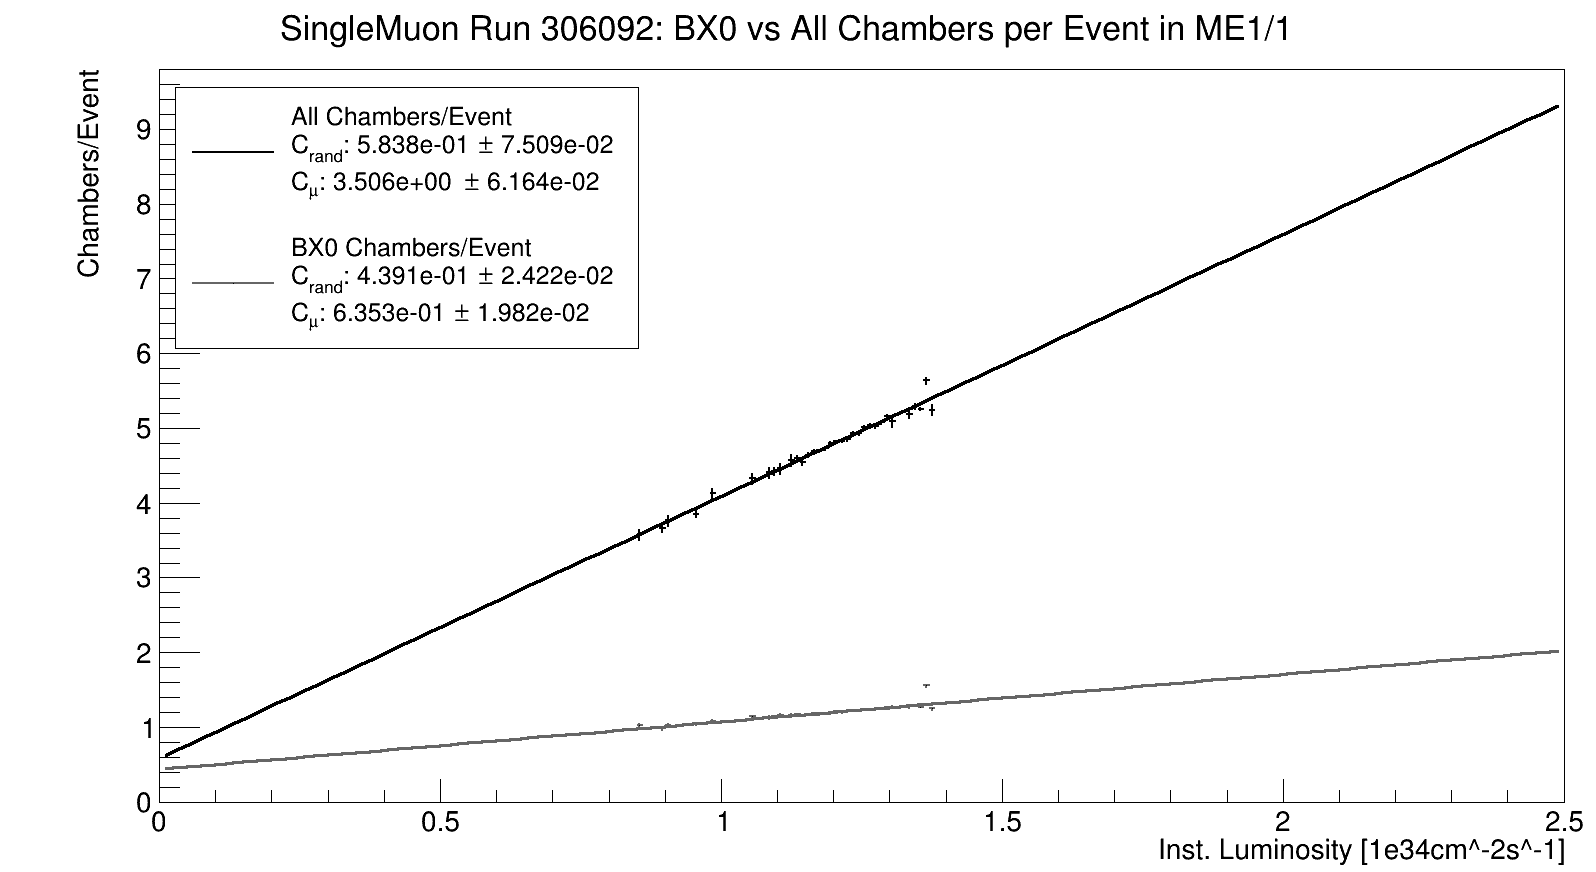 SingleMuon Run 306092: BX0 vs All Chambers per Event in ME1/1
Chambers/Event
All Chambers/Event
C_rand: 5.838e-01 ± 7.509e-02
C_μ: 3.506e+00 ± 6.164e-02
BX0 Chambers/Event
C_rand: 4.391e-01 ± 2.422e-02
C_μ: 6.353e-01 ± 1.982e-02
9
8
7
6
5
4
3
2
1
0
0 0.5 1 1.5 2 2.5
Inst. Luminosity [1e34cm^-2s^-1]